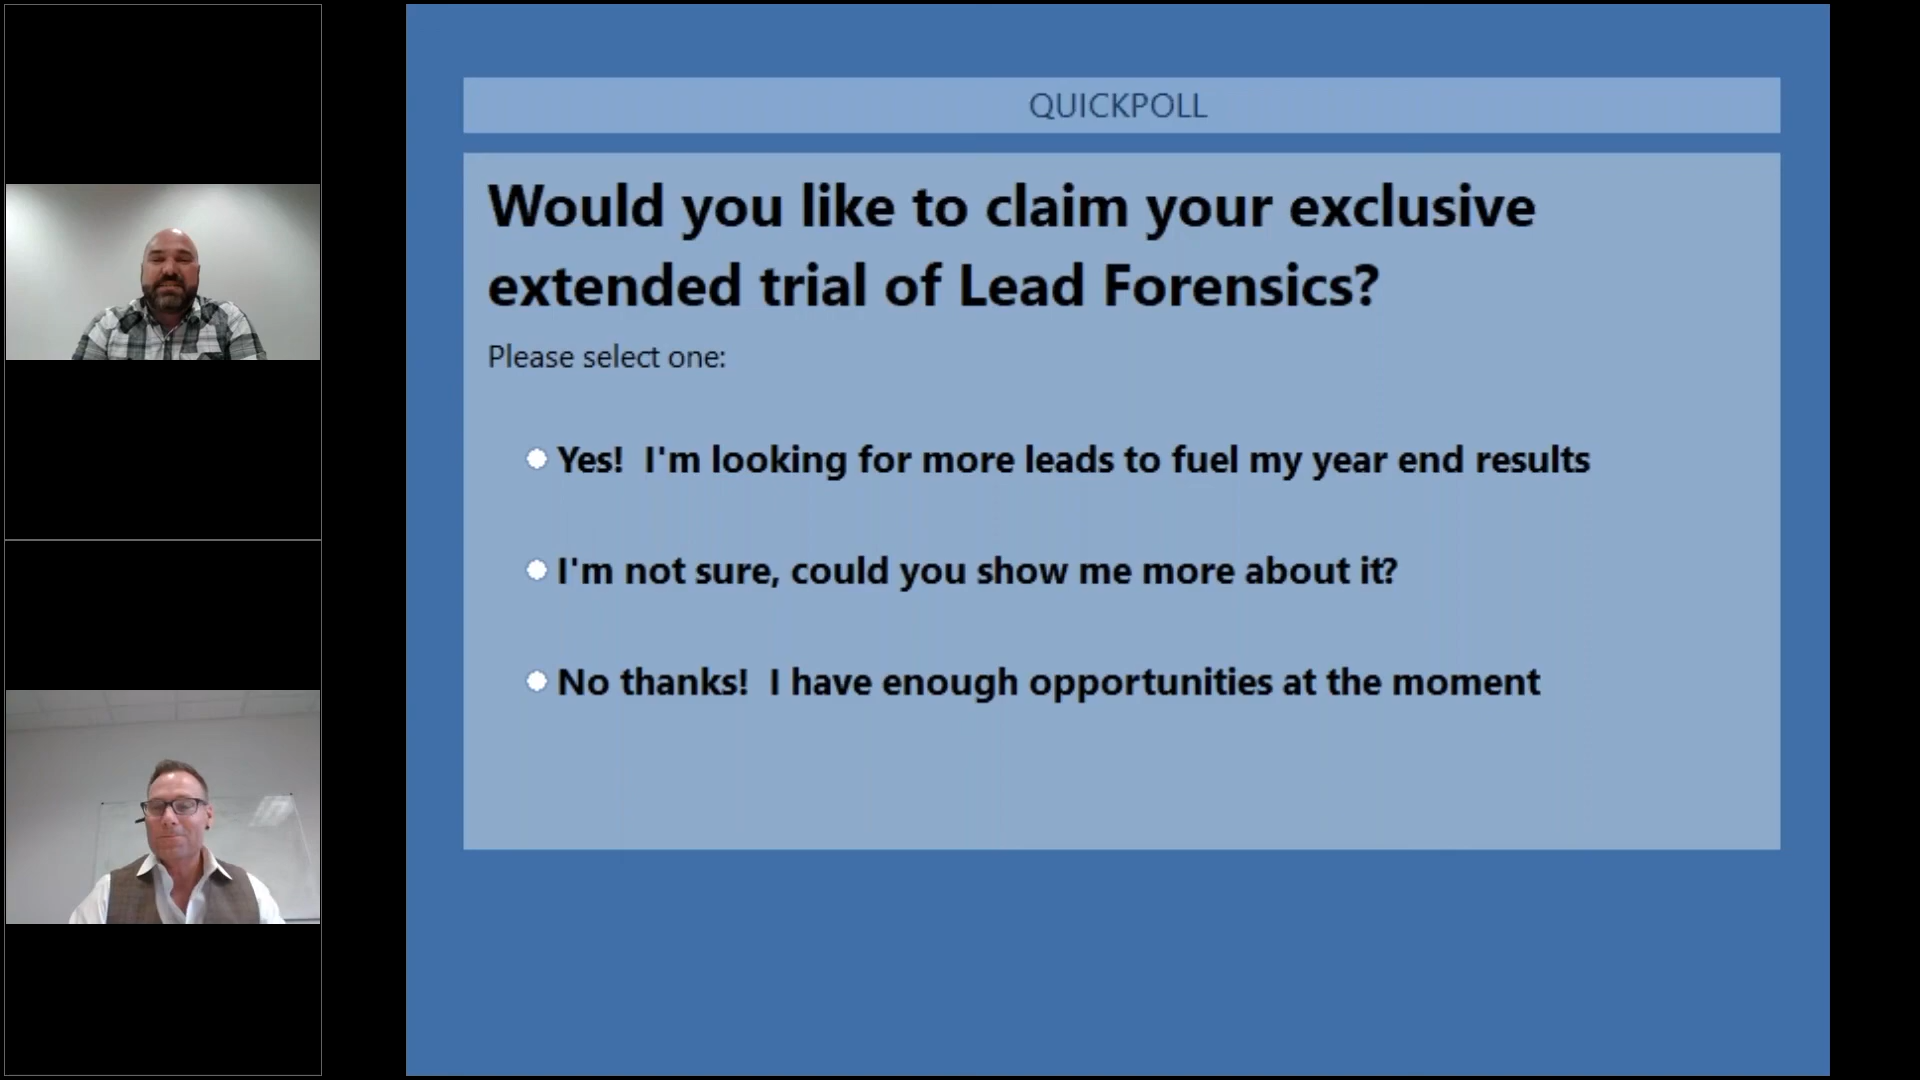 QUICKPOLL
Would you like to claim your exclusive
extended trial of Lead Forensics?
Please select one:
Yes!  I'm looking for more leads to fuel my year end results
I'm not sure, could you show me more about it?
No thanks!  I have enough opportunities at the moment